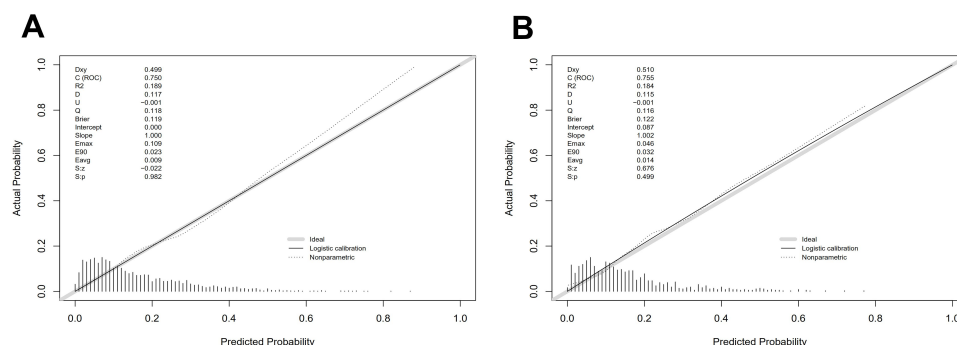 A
Dxy 0.499
C (ROC) 0.750
R2 0.189
D 0.117
U −0.001
Q 0.118
Brier 0.119
Intercept 0.000
Slope 1.000
Emax 0.109
E90 0.023
Eavg 0.009
S:z −0.022
S:p 0.982
Actual Probability
1.0
0.8
0.6
0.4
0.2
0.0
Ideal
Logistic calibration
Nonparametric
0.0 0.2 0.4 0.6 0.8 1.0
Predicted Probability
B
Dxy 0.510
C (ROC) 0.755
R2 0.184
D 0.115
U −0.001
Q 0.116
Brier 0.122
Intercept 0.087
Slope 1.002
Emax 0.046
E90 0.032
Eavg 0.014
S:z 0.676
S:p 0.499
Actual Probability
1.0
0.8
0.6
0.4
0.2
0.0
Ideal
Logistic calibration
Nonparametric
0.0 0.2 0.4 0.6 0.8 1.0
Predicted Probability